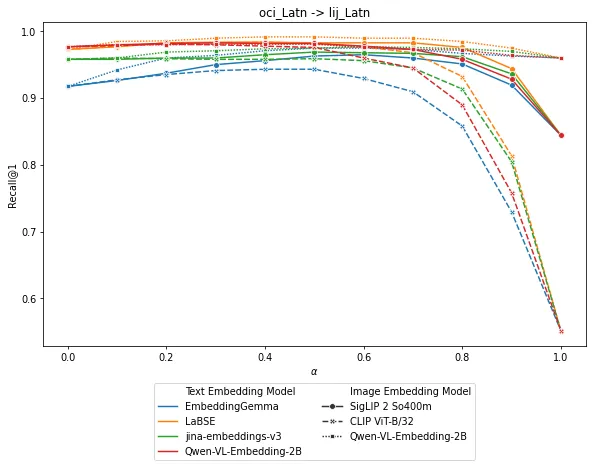 oci_Latn -> lij_Latn
1.0
0.9
0.8
0.7
0.6
Recall@1
0.0 0.2 0.4 0.6 0.8 1.0
α
Text Embedding Model Image Embedding Model
EmbeddingGemma SigLIP 2 So400m
LaBSE CLIP ViT-B/32
jina-embeddings-v3 Qwen-VL-Embedding-2B
Qwen-VL-Embedding-2B